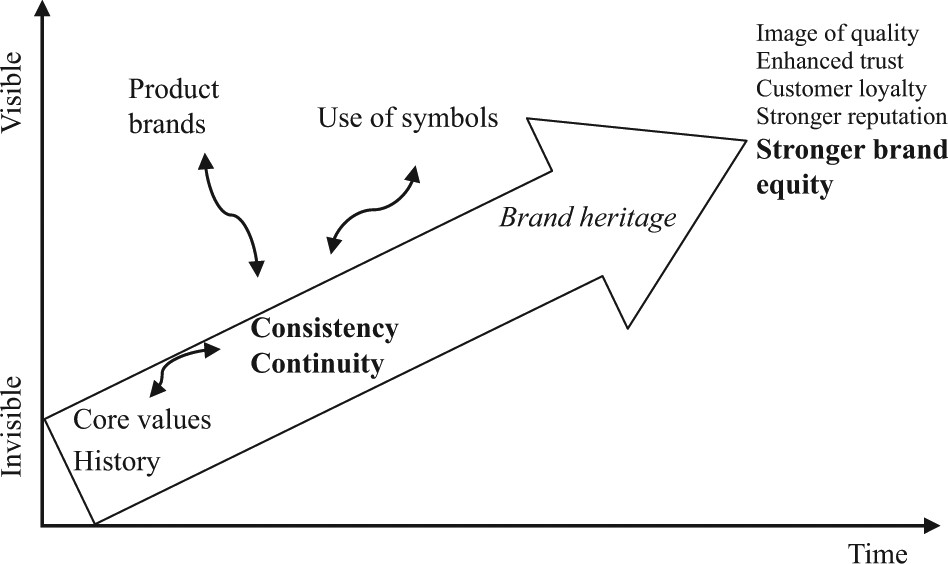 Visible
Invisible
Product
brands
Use of symbols
Image of quality
Enhanced trust
Customer loyalty
Stronger reputation
Stronger brand
equity
Brand heritage
Consistency
Continuity
Core values
History
Time